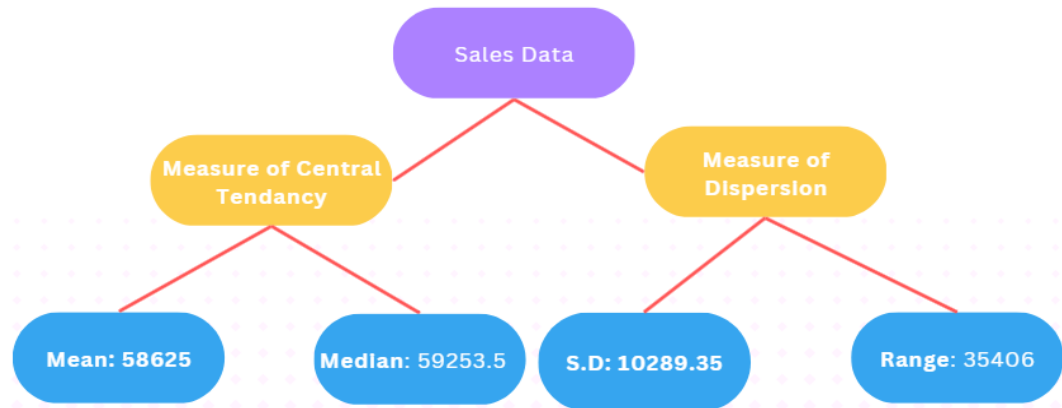 Sales Data
Measure of Central
Tendancy
Measure of
Dispersion
Mean: 58625
Median: 59253.5
S.D: 10289.35
Range: 35406